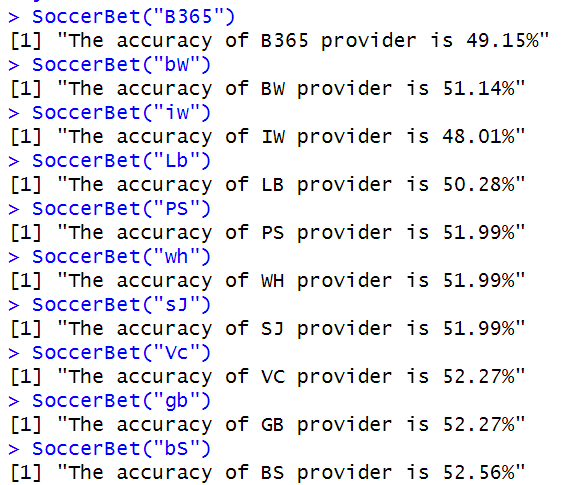 > SoccerBet("B365")
[1] "The accuracy of B365 provider is 49.15%"
> SoccerBet("bW")
[1] "The accuracy of BW provider is 51.14%"
> SoccerBet("iw")
[1] "The accuracy of IW provider is 48.01%"
> SoccerBet("Lb")
[1] "The accuracy of LB provider is 50.28%"
> SoccerBet("PS")
[1] "The accuracy of PS provider is 51.99%"
> SoccerBet("wh")
[1] "The accuracy of WH provider is 51.99%"
> SoccerBet("sJ")
[1] "The accuracy of SJ provider is 51.99%"
> SoccerBet("Vc")
[1] "The accuracy of VC provider is 52.27%"
> SoccerBet("gb")
[1] "The accuracy of GB provider is 52.27%"
> SoccerBet("bS")
[1] "The accuracy of BS provider is 52.56%"